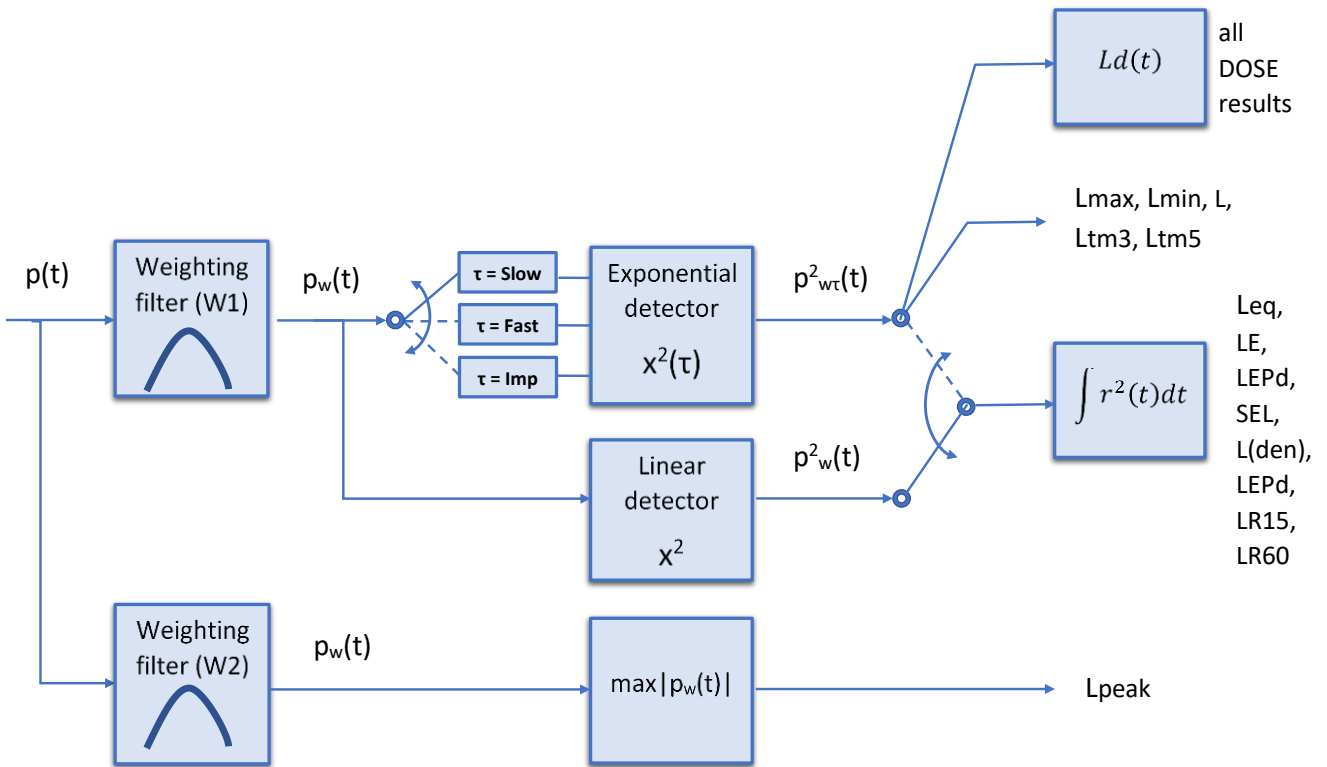 Ld(t)
all
DOSE
results
Lmax, Lmin, L,
Ltm3, Ltm5
p(t)
Weighting
filter (W1)
pw(t)
τ = Slow
τ = Fast
τ = Imp
Exponential
detector
x²(τ)
p²wτ(t)
∫ r²(t)dt
Leq,
LE,
LEPd,
SEL,
L(den),
LEPd,
LR15,
LR60
Linear
detector
x²
p²w(t)
Weighting
filter (W2)
pw(t)
max|pw(t)|
Lpeak